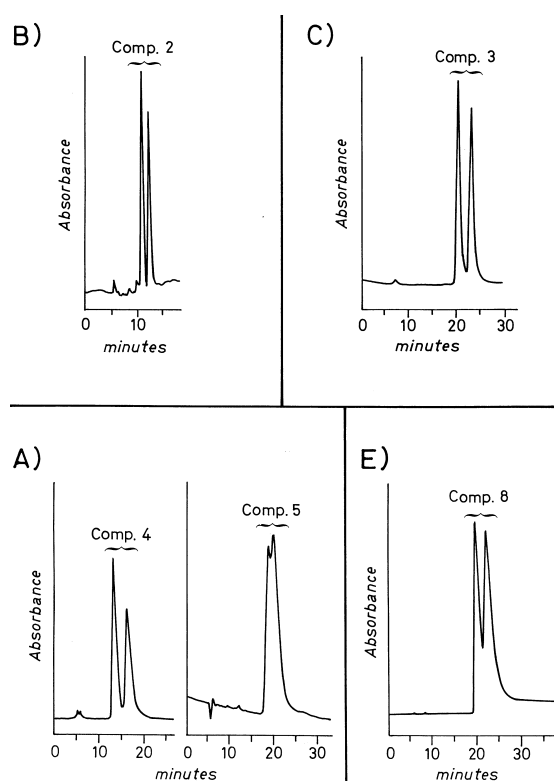 B)
Comp. 2
Absorbance
0 10
minutes
C)
Comp. 3
Absorbance
0 10 20 30
minutes
A)
Comp. 4
Absorbance
0 10 20
Comp. 5
0 10 20 30
minutes
E)
Comp. 8
Absorbance
0 10 20 30
minutes